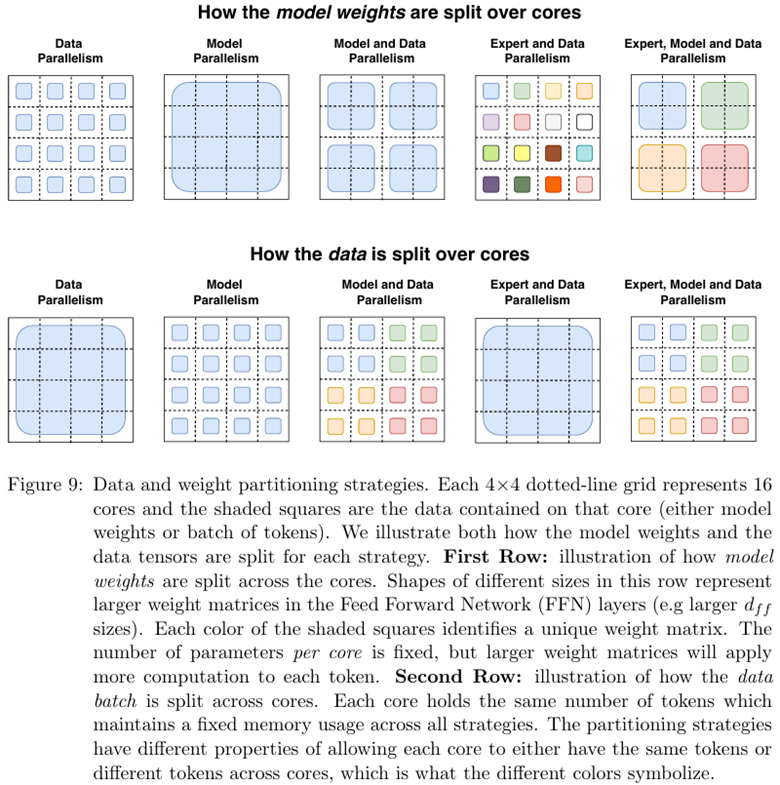 How the model weights are split over cores
Data
Parallelism
Model
Parallelism
Model and Data
Parallelism
Expert and Data
Parallelism
Expert, Model and Data
Parallelism
How the data is split over cores
Data
Parallelism
Model
Parallelism
Model and Data
Parallelism
Expert and Data
Parallelism
Expert, Model and Data
Parallelism
Figure 9: Data and weight partitioning strategies. Each 4×4 dotted-line grid represents 16
cores and the shaded squares are the data contained on that core (either model
weights or batch of tokens). We illustrate both how the model weights and the
data tensors are split for each strategy. First Row: illustration of how model
weights are split across the cores. Shapes of different sizes in this row represent
larger weight matrices in the Feed Forward Network (FFN) layers (e.g larger dff
sizes). Each color of the shaded squares identifies a unique weight matrix. The
number of parameters per core is fixed, but larger weight matrices will apply
more computation to each token. Second Row: illustration of how the data
batch is split across cores. Each core holds the same number of tokens which
maintains a fixed memory usage across all strategies. The partitioning strategies
have different properties of allowing each core to either have the same tokens or
different tokens across cores, which is what the different colors symbolize.